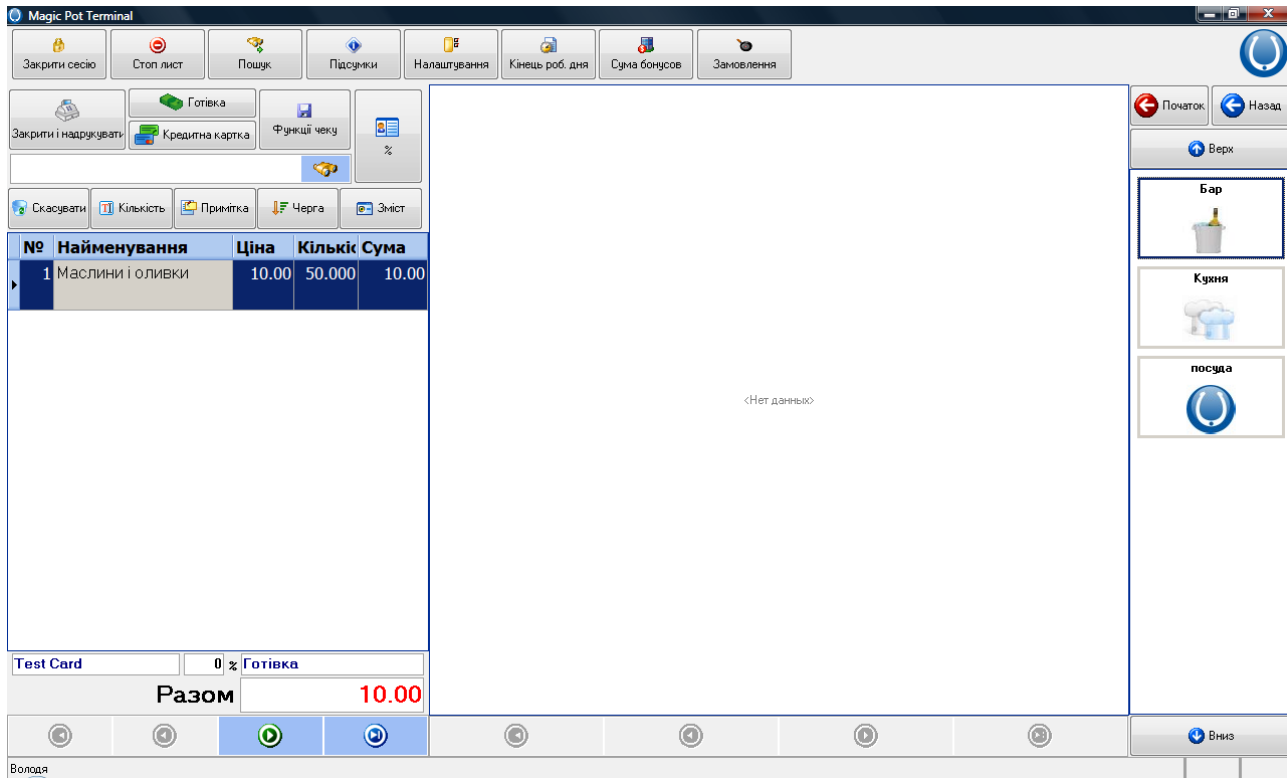 Magic Pot Terminal
Закрити сесію
Стоп лист
Пошук
Підсумки
Налаштування
Кінець роб. дня
Сума бонусов
Замовлення
Закрити і надрукувать
Готівка
Кредитна картка
Функції чеку
%
Початок
Назад
Верх
Скасувати
Кількість
Примітка
Черга
Зміст
№ Найменування Ціна Кількіс Сума
1 Маслини і оливки 10.00 50.000 10.00
Бар
Кухня
посуда
<Нет данных>
Test Card 0 % Готівка
Разом 10.00
Вниз
Володя